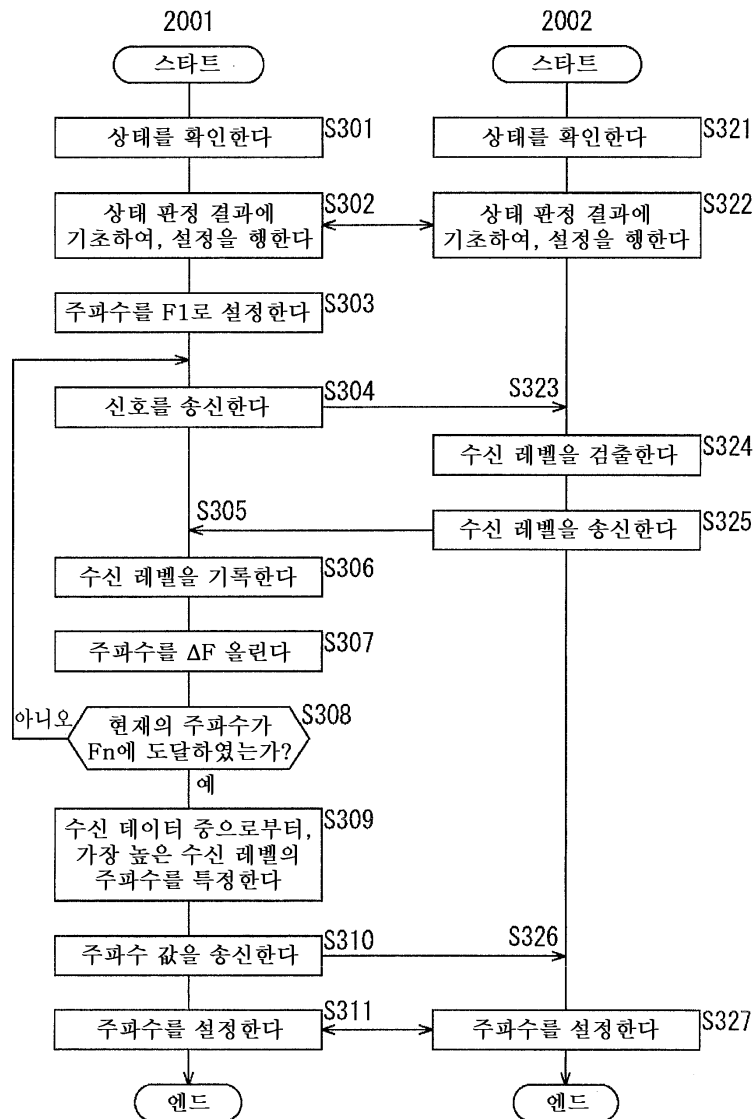 2001
2002
스타트
스타트
상태를 확인한다
S301
상태를 확인한다
S321
상태 판정 결과에
기초하여, 설정을 행한다
S302
상태 판정 결과에
기초하여, 설정을 행한다
S322
주파수를 F1로 설정한다
S303
신호를 송신한다
S304
S323
수신 레벨을 검출한다
S324
S305
수신 레벨을 송신한다
S325
수신 레벨을 기록한다
S306
주파수를 ΔF 올린다
S307
아니오
현재의 주파수가
Fn에 도달하였는가?
S308
예
수신 데이터 중으로부터,
가장 높은 수신 레벨의
주파수를 특정한다
S309
주파수 값을 송신한다
S310
S326
주파수를 설정한다
S311
주파수를 설정한다
S327
엔드
엔드